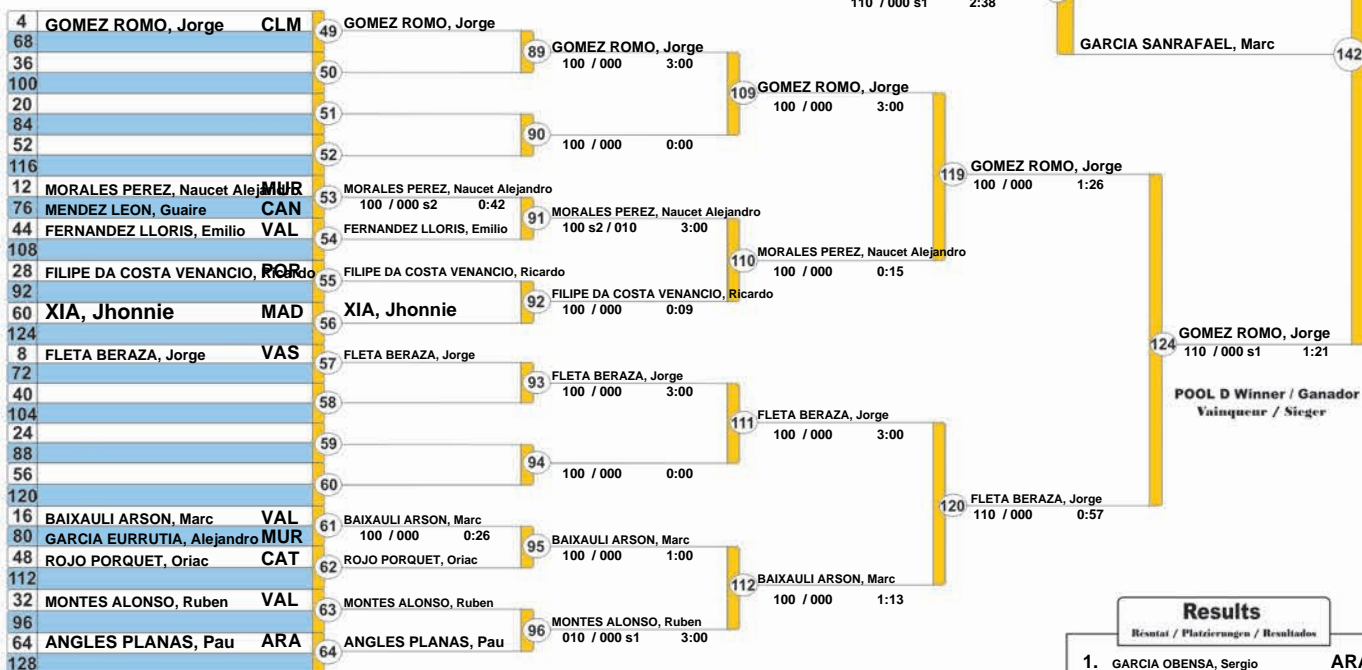 110 / 000 s1 2:38
GARCIA SANRAFAEL, Marc
142
4 GOMEZ ROMO, Jorge CLM
68
36
100
20
84
52
116
12 MORALES PEREZ, Naucet Alejandro MUR
76 MENDEZ LEON, Guaire CAN
44 FERNANDEZ LLORIS, Emilio VAL
108
28 FILIPE DA COSTA VENANCIO, Ricardo POR
92
60 XIA, Jhonnie MAD
124
8 FLETA BERAZA, Jorge VAS
72
40
104
24
88
56
120
16 BAIXAULI ARSON, Marc VAL
80 GARCIA EURRUTIA, Alejandro MUR
48 ROJO PORQUET, Oriac CAT
112
32 MONTES ALONSO, Ruben VAL
96
64 ANGLES PLANAS, Pau ARA
128
49 GOMEZ ROMO, Jorge
50
51
52
53 MORALES PEREZ, Naucet Alejandro
100 / 000 s2 0:42
54 FERNANDEZ LLORIS, Emilio
55 FILIPE DA COSTA VENANCIO, Ricardo
56 XIA, Jhonnie
57 FLETA BERAZA, Jorge
58
59
60
61 BAIXAULI ARSON, Marc
100 / 000 0:26
62 ROJO PORQUET, Oriac
63 MONTES ALONSO, Ruben
64 ANGLES PLANAS, Pau
89 GOMEZ ROMO, Jorge
100 / 000 3:00
90
100 / 000 0:00
91 MORALES PEREZ, Naucet Alejandro
100 s2 / 010 3:00
92 FILIPE DA COSTA VENANCIO, Ricardo
100 / 000 0:09
93 FLETA BERAZA, Jorge
100 / 000 3:00
94
100 / 000 0:00
95 BAIXAULI ARSON, Marc
100 / 000 1:00
96 MONTES ALONSO, Ruben
010 / 000 s1 3:00
109 GOMEZ ROMO, Jorge
100 / 000 3:00
110 MORALES PEREZ, Naucet Alejandro
100 / 000 0:15
111 FLETA BERAZA, Jorge
100 / 000 3:00
112 BAIXAULI ARSON, Marc
100 / 000 1:13
119 GOMEZ ROMO, Jorge
100 / 000 1:26
120 FLETA BERAZA, Jorge
110 / 000 0:57
124 GOMEZ ROMO, Jorge
110 / 000 s1 1:21
POOL D Winner / Ganador
Vainqueur / Sieger
Results
Résutat / Platzierungen / Resultados
1. GARCIA OBENSA, Sergio ARA